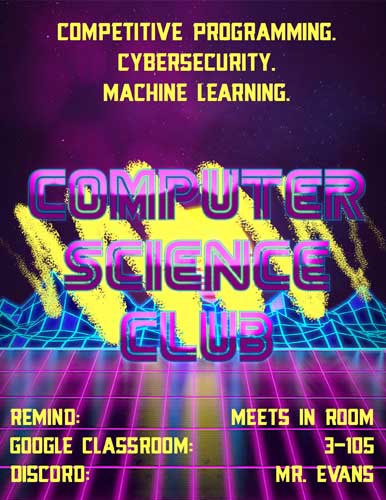 COMPETITIVE PROGRAMMING.
CYBERSECURITY.
MACHINE LEARNING.
COMPUTER
SCIENCE
CLUB
REMIND: MEETS IN ROOM
GOOGLE CLASSROOM: 3-105
DISCORD: MR. EVANS